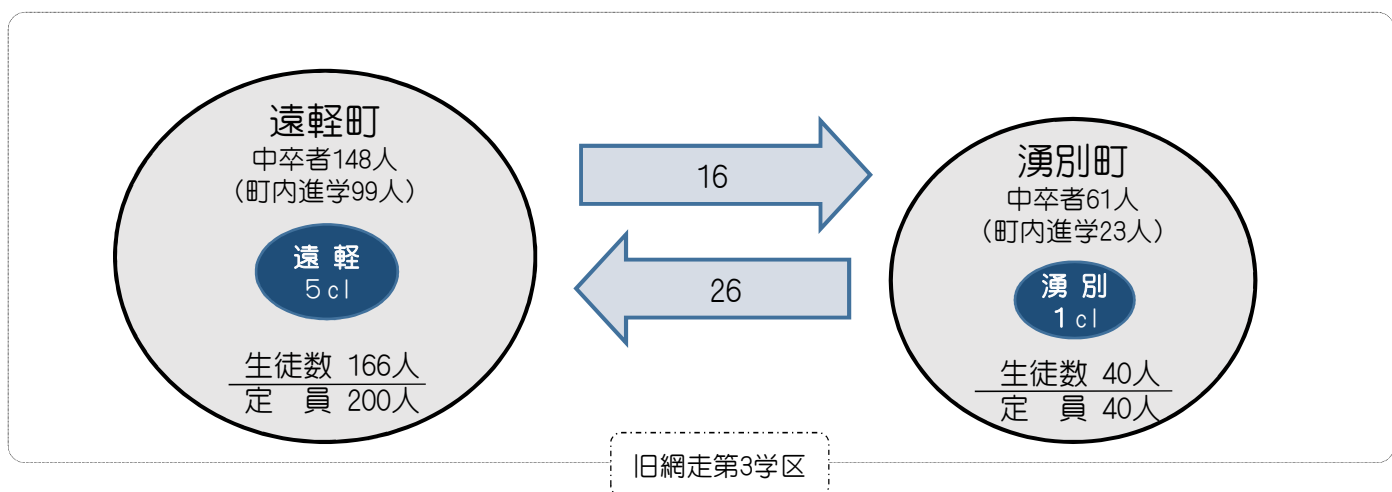 遠軽町
中卒者148人
（町内進学99人）
遠 軽
５cl
生徒数 166人
定　員 200人
16
26
湧別町
中卒者61人
（町内進学23人）
湧 別
１cl
生徒数 40人
定　員 40人
旧網走第3学区